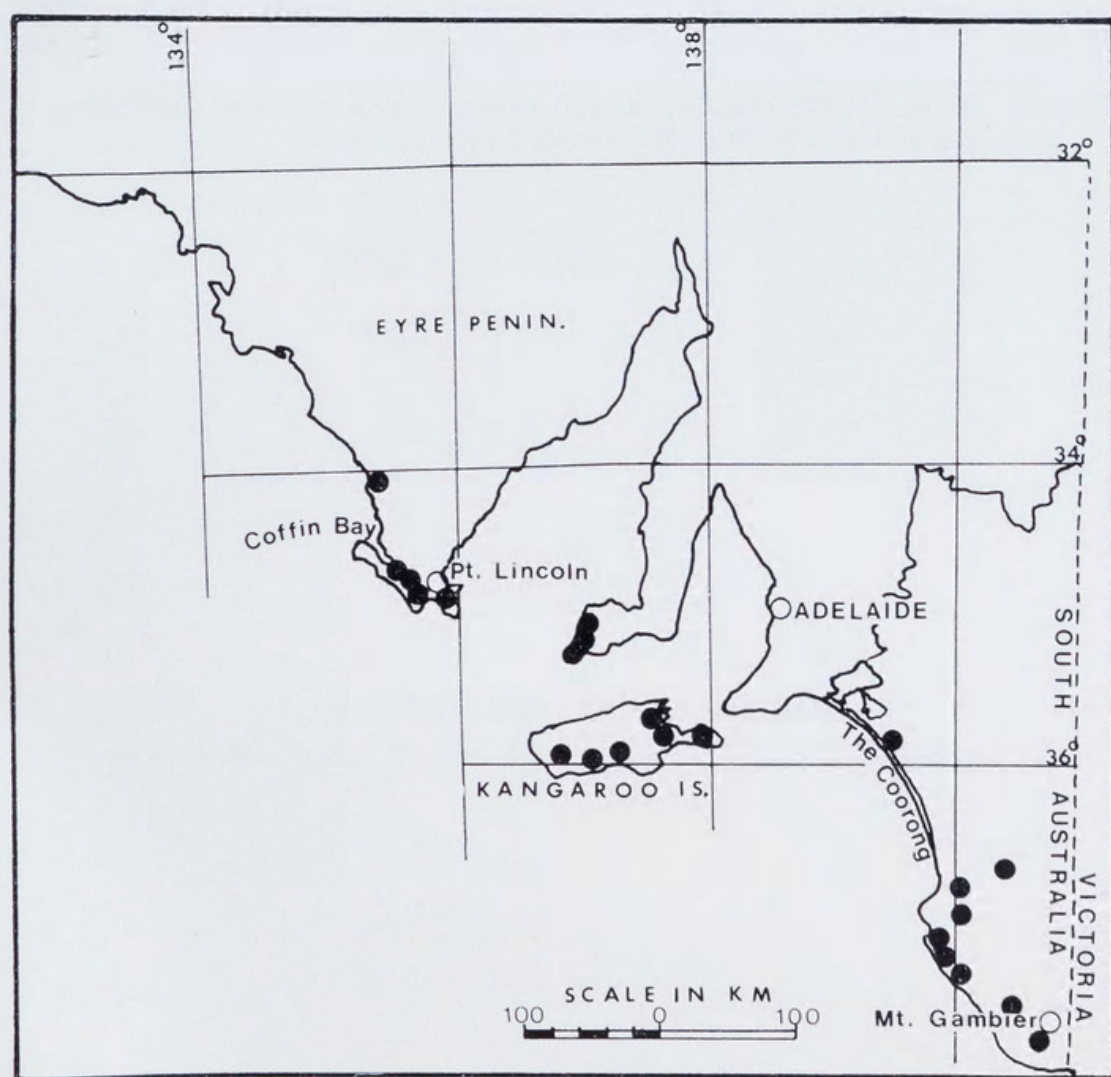 134°
138°
32°
EYRE PENIN.
34°
Coffin Bay
Pt. Lincoln
ADELAIDE
SOUTH AUSTRALIA
VICTORIA
The Coorong
36°
KANGAROO IS.
SCALE IN KM
100 0 100
Mt. Gambier